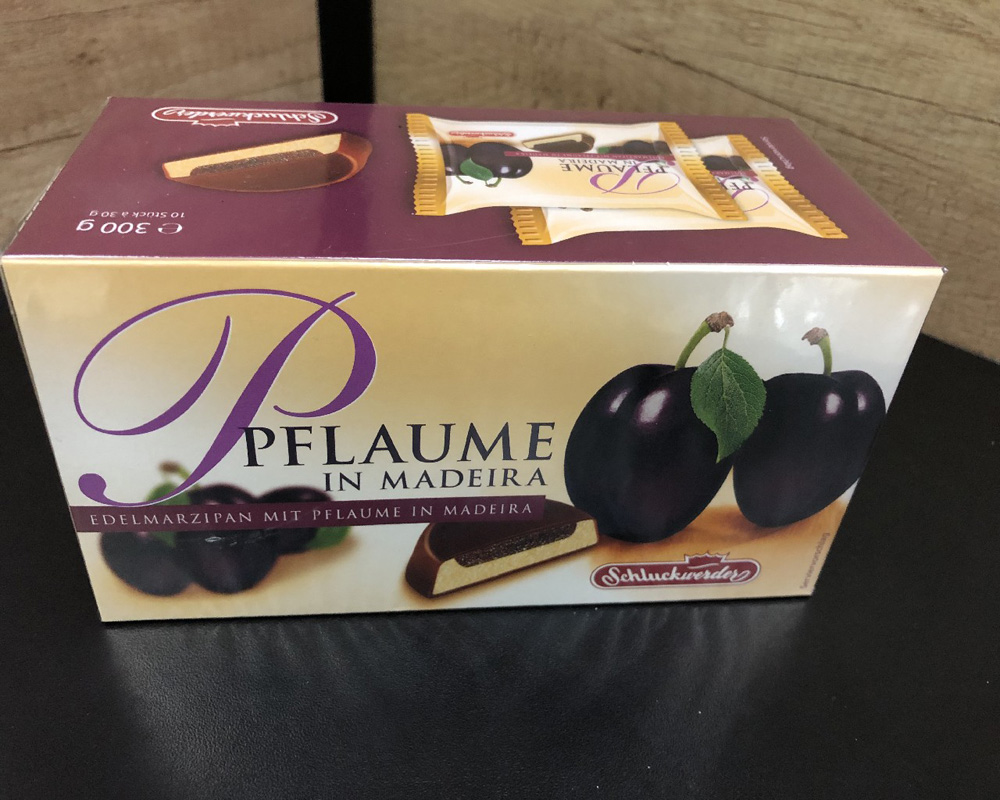 Schluckwerder
℮ 300 g
10 Stück à 30 g
PFLAUME
IN MADEIRA
P
PFLAUME
IN MADEIRA
EDELMARZIPAN MIT PFLAUME IN MADEIRA
Schluckwerder